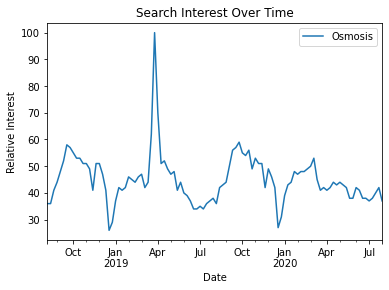 Search Interest Over Time
Osmosis
Relative Interest
100
90
80
70
60
50
40
30
Oct
Jan
2019
Apr
Jul
Oct
Jan
2020
Apr
Jul
Date